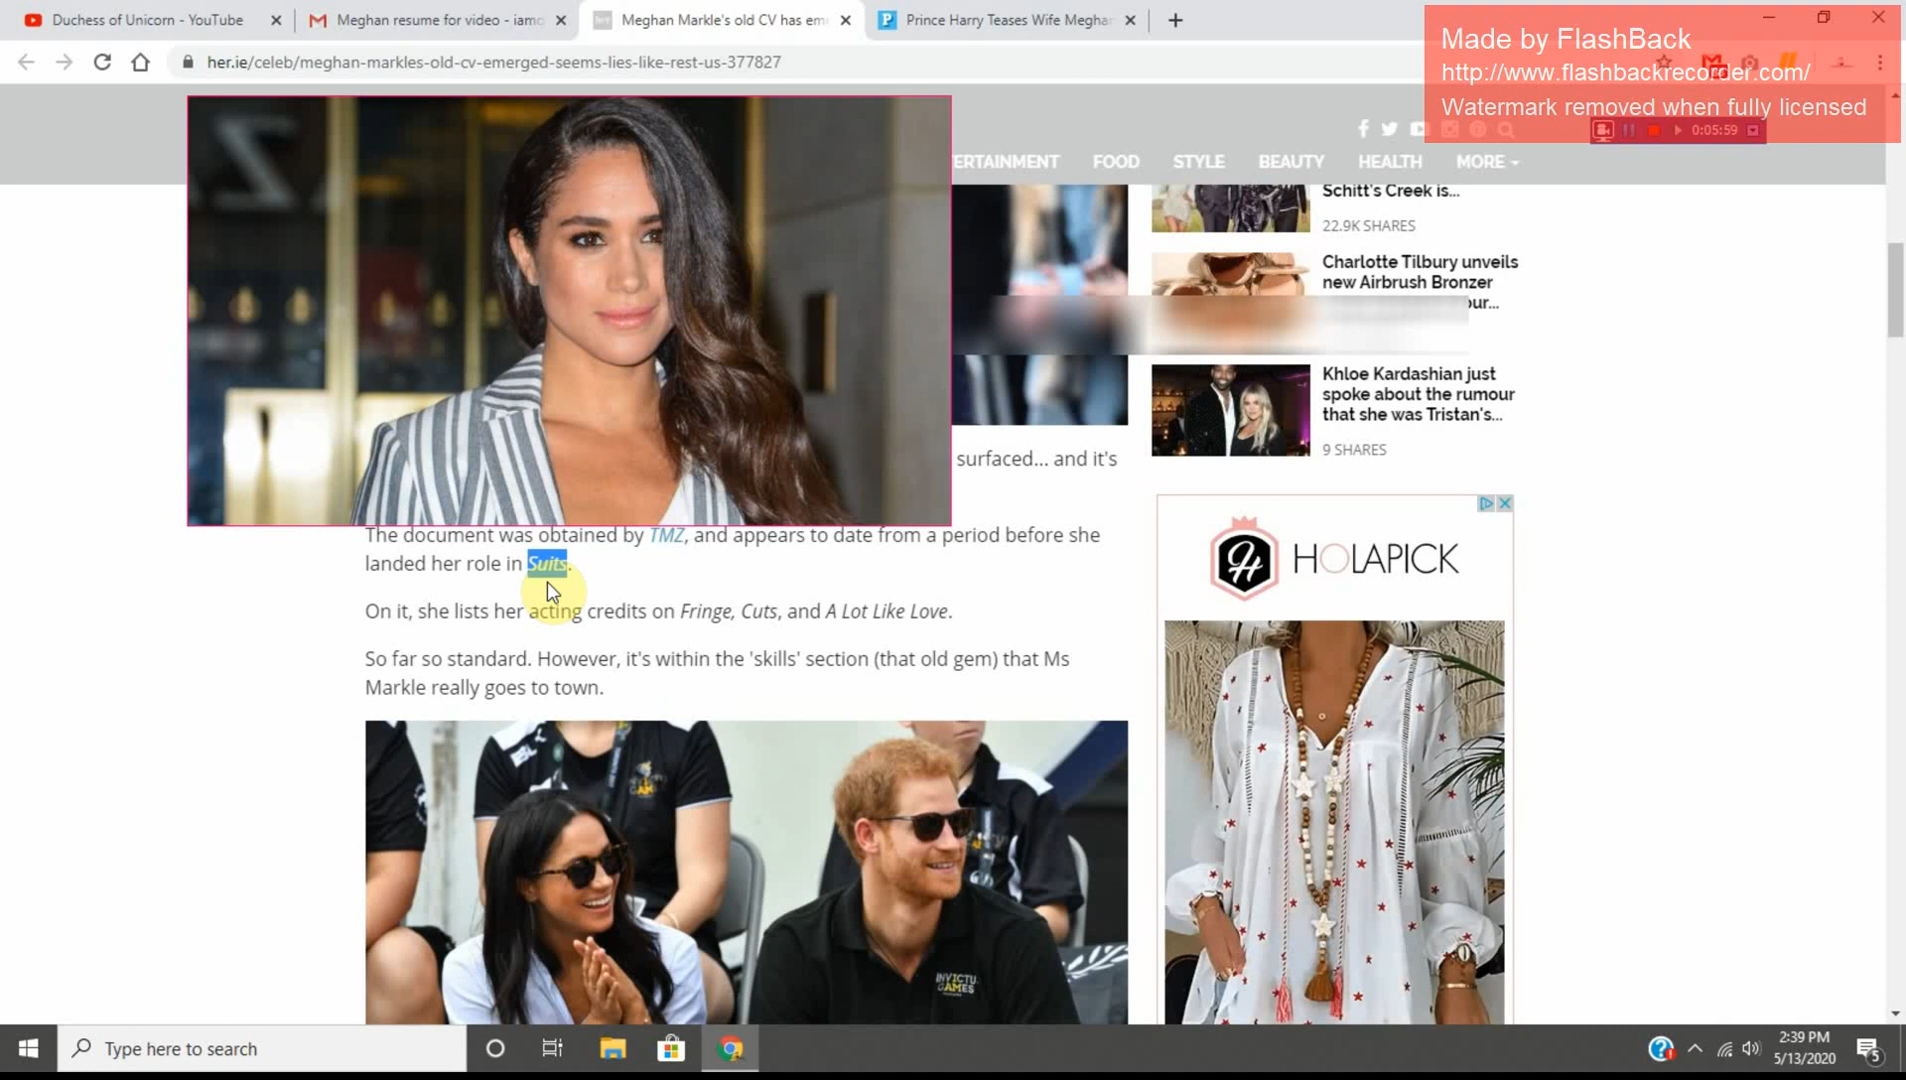 Duchess of Unicorn - YouTube
Meghan resume for video - iamo
Meghan Markle's old CV has em
Prince Harry Teases Wife Megha
her.ie/celeb/meghan-markles-old-cv-emerged-seems-lies-like-rest-us-377827
Made by FlashBack
http://www.flashbackrecorder.com/
Watermark removed when fully licensed
0:05:59
ERTAINMENT FOOD STYLE BEAUTY HEALTH MORE
Schitt's Creek is...
22.9K SHARES
Charlotte Tilbury unveils
new Airbrush Bronzer
our...
Khloe Kardashian just
spoke about the rumour
that she was Tristan's...
9 SHARES
surfaced... and it's
The document was obtained by TMZ, and appears to date from a period before she
landed her role in Suits.
On it, she lists her acting credits on Fringe, Cuts, and A Lot Like Love.
So far so standard. However, it's within the 'skills' section (that old gem) that Ms
Markle really goes to town.
HOLAPICK
INVICTU
GAMES
Type here to search
2:39 PM
5/13/2020
5